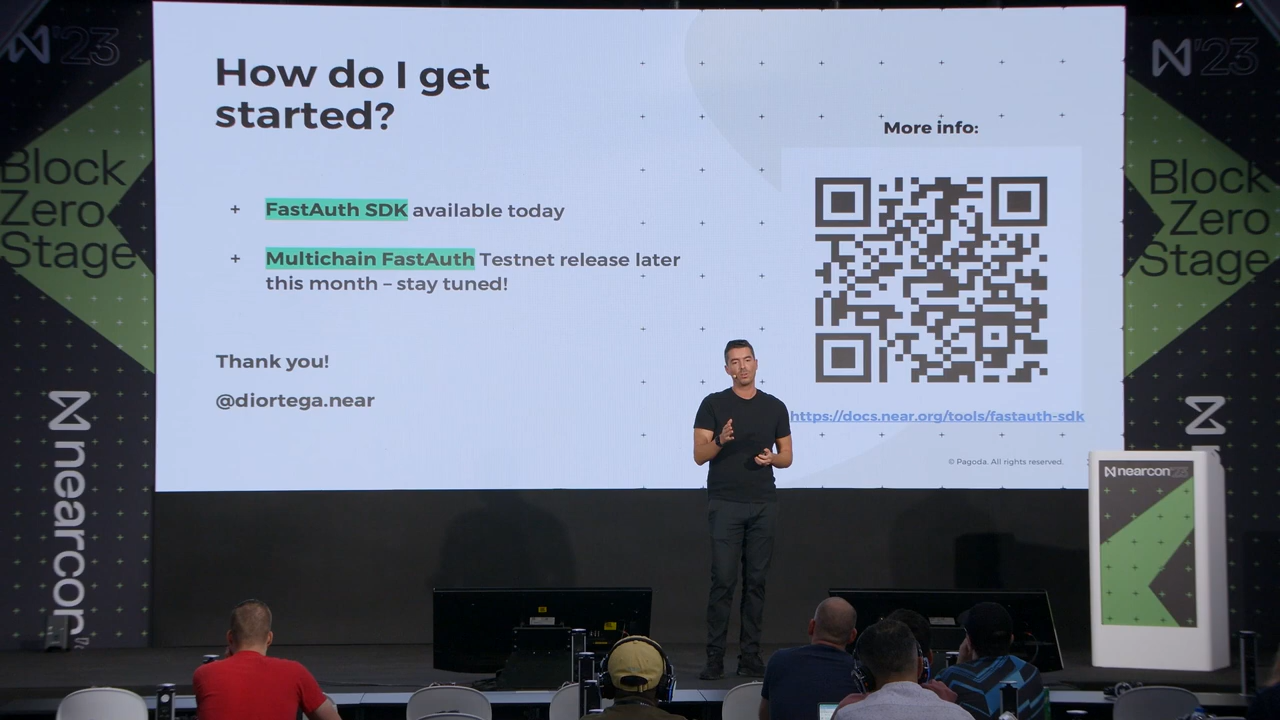 '23
Block
Zero
Stage
nearcon
How do I get
started?
+ FastAuth SDK available today
+ Multichain FastAuth Testnet release later
this month – stay tuned!
Thank you!
@diortega.near
More info:
https://docs.near.org/tools/fastauth-sdk
© Pagoda. All rights reserved.
'23
Block
Zero
Stage
nearcon'23